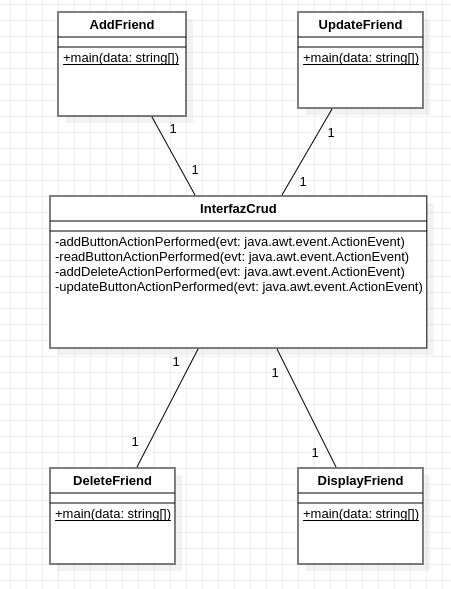 AddFriend
+main(data: string[])
UpdateFriend
+main(data: string[])
1
1
1
1
InterfazCrud
-addButtonActionPerformed(evt: java.awt.event.ActionEvent)
-readButtonActionPerformed(evt: java.awt.event.ActionEvent)
-addDeleteActionPerformed(evt: java.awt.event.ActionEvent)
-updateButtonActionPerformed(evt: java.awt.event.ActionEvent)
1
1
1
1
DeleteFriend
+main(data: string[])
DisplayFriend
+main(data: string[])